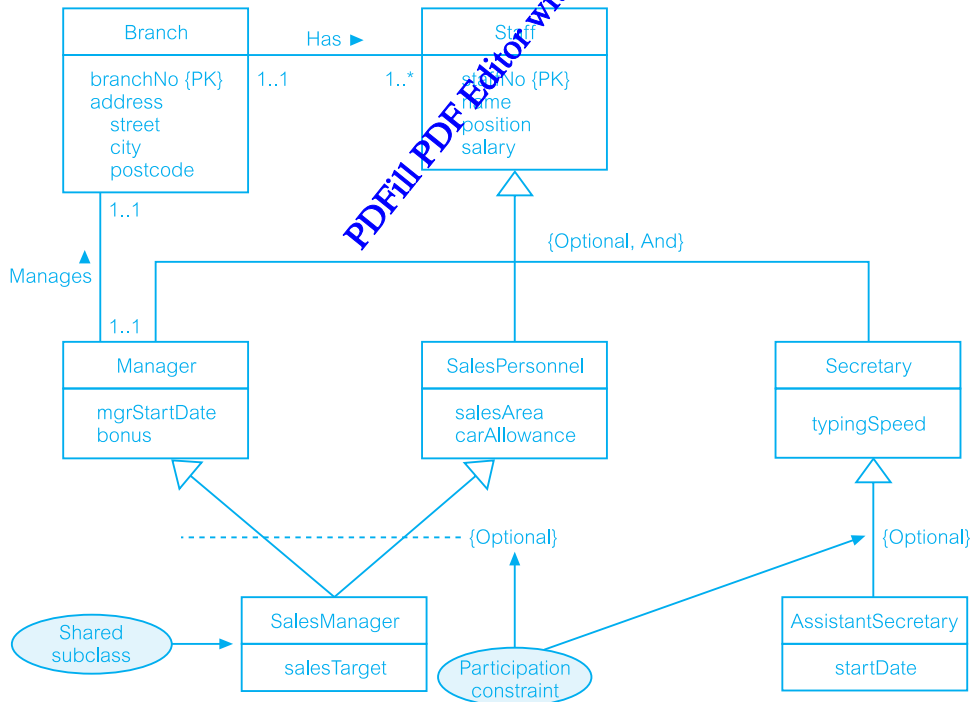 Branch
Has ►
Staff
branchNo {PK}
1..1
1..*
staffNo {PK}
address
name
street
position
city
salary
postcode
PDFill PDF Editor
1..1
{Optional, And}
Manages
1..1
Manager
SalesPersonnel
Secretary
mgrStartDate
salesArea
typingSpeed
bonus
carAllowance
{Optional}
{Optional}
Shared
subclass
SalesManager
AssistantSecretary
salesTarget
Participation
constraint
startDate